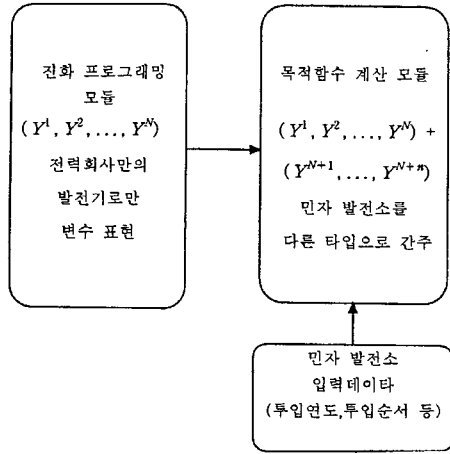 진화 프로그래밍
모듈
(Y¹, Y², ..., Yᴺ)
전력회사만의
발전기로만
변수 표현
목적함수 계산 모듈
(Y¹, Y², ..., Yᴺ) +
(Yᴺ⁺¹, ..., Yᴺ⁺ⁿ)
민자 발전소를
다른 타입으로 간주
민자 발전소
입력데이타
(투입연도,투입순서 등)